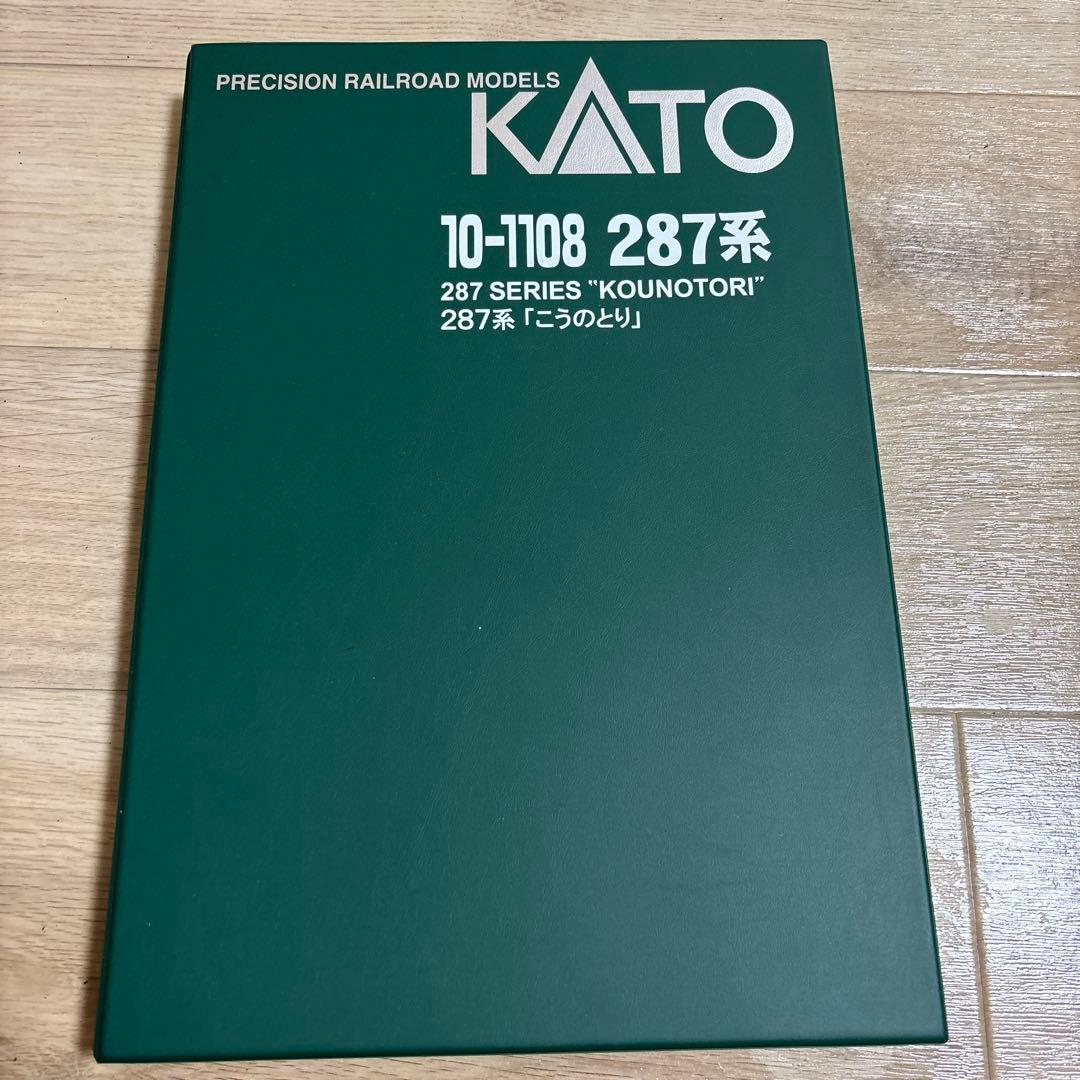 PRECISION RAILROAD MODELS
KATO
10-1108 287系
287 SERIES “KOUNOTORI”
287系「こうのとり」